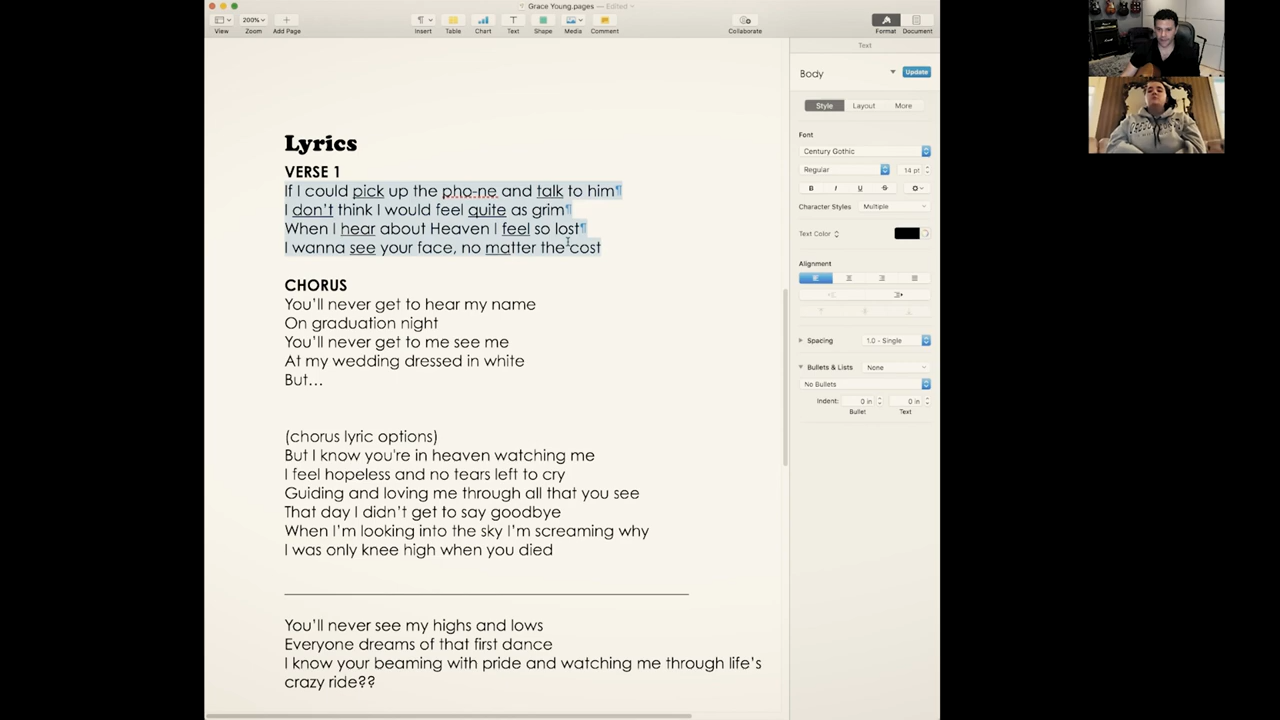 Grace Young.pages — Edited
View
200%
Zoom
Add Page
Insert
Table
Chart
Text
Shape
Media
Comment
Collaborate
Format
Document
Text
Body
Update
Style
Layout
More
Font
Century Gothic
Regular
14 pt
B I U S
Character Styles
Multiple
Text Color
Alignment
Spacing
1.0 - Single
Bullets & Lists
None
No Bullets
Indent:
0 in
0 in
Bullet
Text
Lyrics
VERSE 1
If I could pick up the pho-ne and talk to him¶
I don't think I would feel quite as grim¶
When I hear about Heaven I feel so lost¶
I wanna see your face, no matter the cost
CHORUS
You'll never get to hear my name
On graduation night
You'll never get to me see me
At my wedding dressed in white
But...
(chorus lyric options)
But I know you're in heaven watching me
I feel hopeless and no tears left to cry
Guiding and loving me through all that you see
That day I didn't get to say goodbye
When I'm looking into the sky I'm screaming why
I was only knee high when you died
You'll never see my highs and lows
Everyone dreams of that first dance
I know your beaming with pride and watching me through life's
crazy ride??